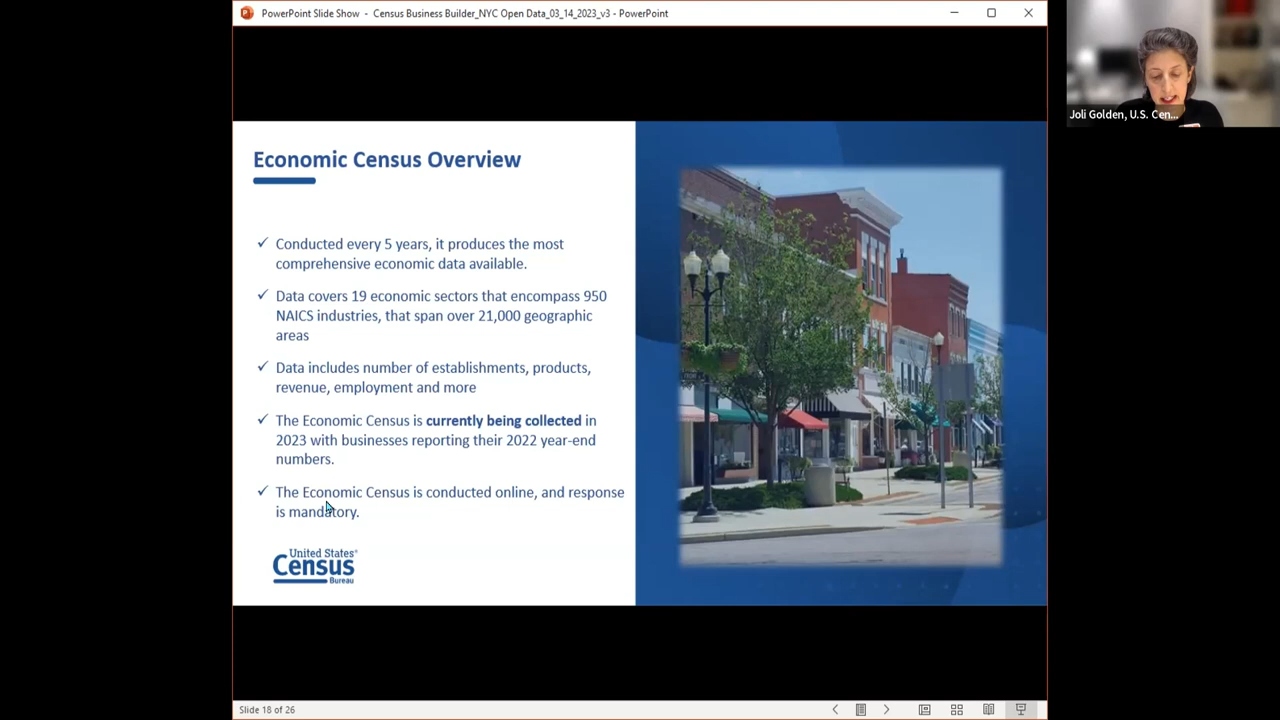 PowerPoint Slide Show - Census Business Builder_NYC Open Data_03_14_2023_v3 - PowerPoint
Joli Golden, U.S. Cen...
Economic Census Overview
✓ Conducted every 5 years, it produces the most
comprehensive economic data available.
✓ Data covers 19 economic sectors that encompass 950
NAICS industries, that span over 21,000 geographic
areas
✓ Data includes number of establishments, products,
revenue, employment and more
✓ The Economic Census is currently being collected in
2023 with businesses reporting their 2022 year-end
numbers.
✓ The Economic Census is conducted online, and response
is mandatory.
United States®
Census
Bureau
Slide 18 of 26